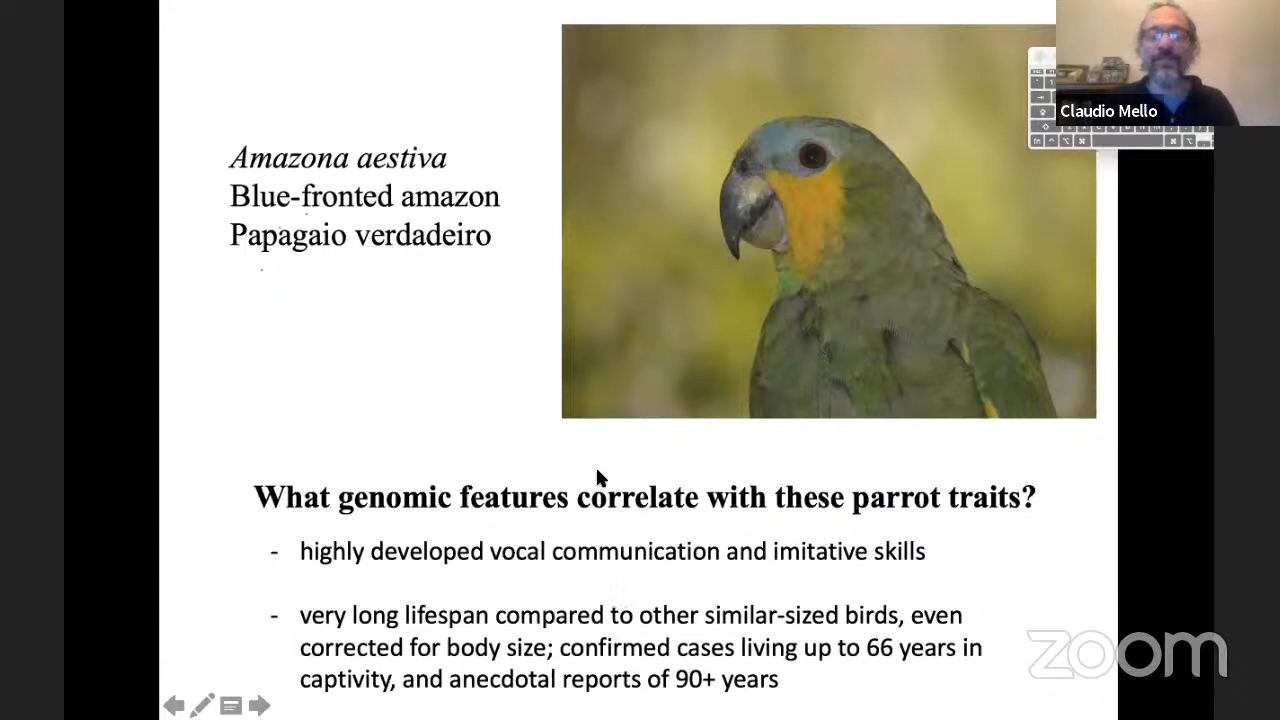 Claudio Mello
Amazona aestiva
Blue-fronted amazon
Papagaio verdadeiro
What genomic features correlate with these parrot traits?
- highly developed vocal communication and imitative skills
- very long lifespan compared to other similar-sized birds, even
corrected for body size; confirmed cases living up to 66 years in
captivity, and anecdotal reports of 90+ years
zoom